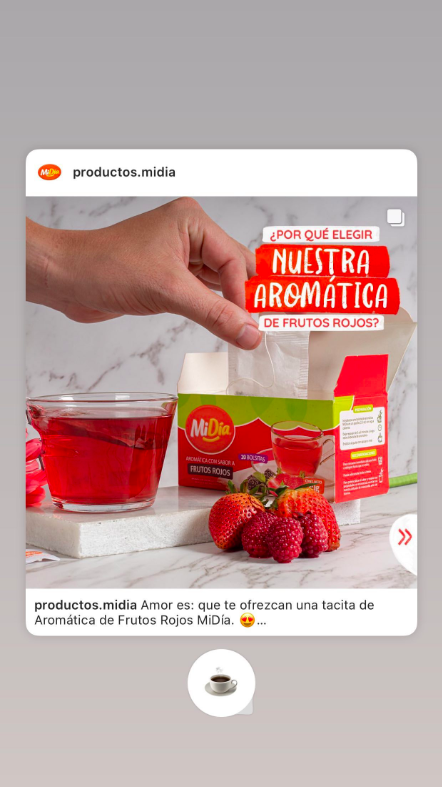 productos.midia
¿POR QUÉ ELEGIR
NUESTRA
AROMÁTICA
DE FRUTOS ROJOS?
MiDía
20 BOLSITAS
AROMÁTICA CON SABOR A
FRUTOS ROJOS
productos.midia Amor es: que te ofrezcan una tacita de
Aromática de Frutos Rojos MiDía. 😍...